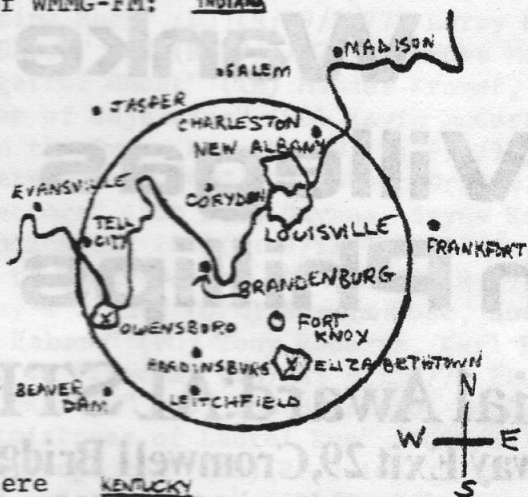 r WMMG-FM: INDIANA
MADISON
SALEM
JASPER
CHARLESTON
NEW ALBANY
EVANSVILLE
CORYDON
TELL
CITY
LOUISVILLE
FRANKFORT
BRANDENBURG
OWENSBORO
FORT
KNOX
HARDINSBURG
X
X
ELIZABETHTOWN
BEAVER
DAM
LEITCHFIELD
N
W E
S
ere KENTUCKY